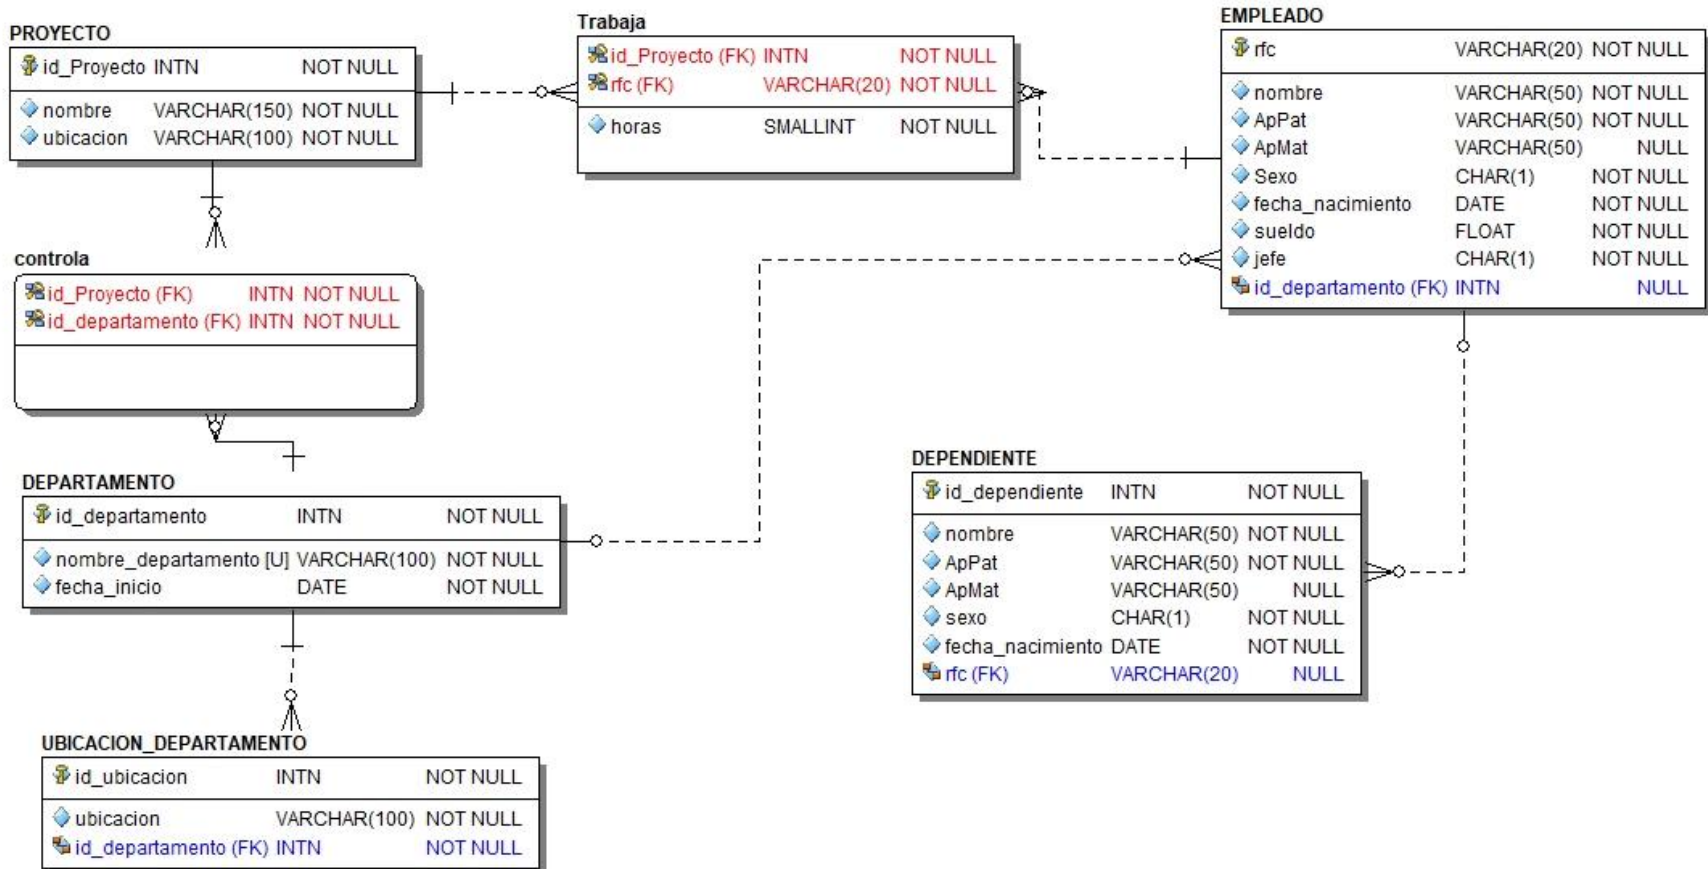 PROYECTO
id_Proyecto INTN NOT NULL
nombre VARCHAR(150) NOT NULL
ubicacion VARCHAR(100) NOT NULL
Trabaja
id_Proyecto (FK) INTN NOT NULL
rfc (FK) VARCHAR(20) NOT NULL
horas SMALLINT NOT NULL
EMPLEADO
rfc VARCHAR(20) NOT NULL
nombre VARCHAR(50) NOT NULL
ApPat VARCHAR(50) NOT NULL
ApMat VARCHAR(50) NULL
Sexo CHAR(1) NOT NULL
fecha_nacimiento DATE NOT NULL
sueldo FLOAT NOT NULL
jefe CHAR(1) NOT NULL
id_departamento (FK) INTN NULL
controla
id_Proyecto (FK) INTN NOT NULL
id_departamento (FK) INTN NOT NULL
DEPARTAMENTO
id_departamento INTN NOT NULL
nombre_departamento [U] VARCHAR(100) NOT NULL
fecha_inicio DATE NOT NULL
DEPENDIENTE
id_dependiente INTN NOT NULL
nombre VARCHAR(50) NOT NULL
ApPat VARCHAR(50) NOT NULL
ApMat VARCHAR(50) NULL
sexo CHAR(1) NOT NULL
fecha_nacimiento DATE NOT NULL
rfc (FK) VARCHAR(20) NULL
UBICACION_DEPARTAMENTO
id_ubicacion INTN NOT NULL
ubicacion VARCHAR(100) NOT NULL
id_departamento (FK) INTN NOT NULL